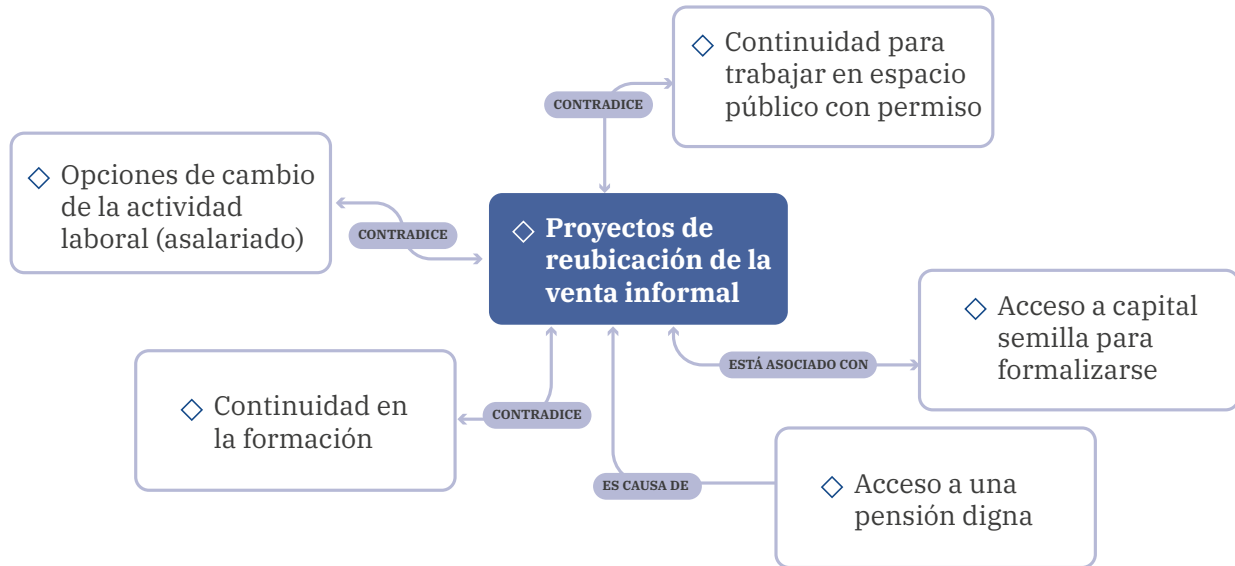 Continuidad para
trabajar en espacio
público con permiso
CONTRADICE
Opciones de cambio
de la actividad
laboral (asalariado)
CONTRADICE
Proyectos de
reubicación de la
venta informal
Acceso a capital
semilla para
formalizarse
ESTÁ ASOCIADO CON
Continuidad en
la formación
CONTRADICE
ES CAUSA DE
Acceso a una
pensión digna